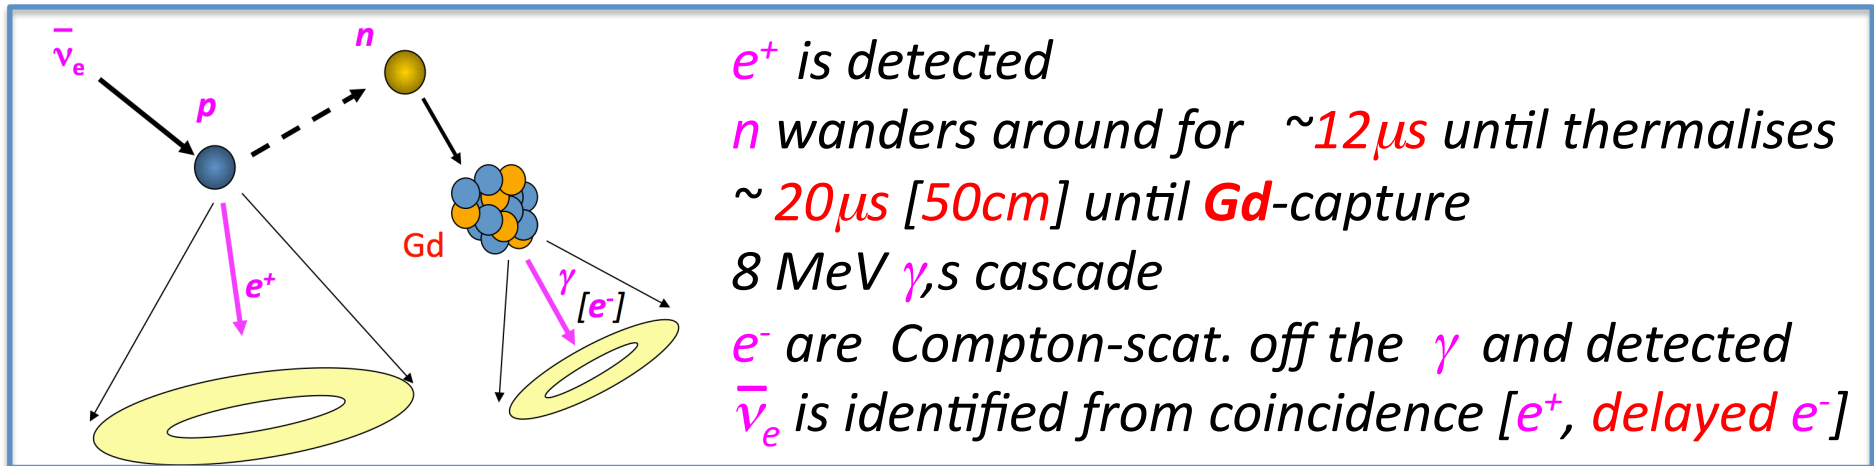 ν̄e
n
p
e⁺
Gd
γ
[e⁻]
e⁺ is detected
n wanders around for ~12μs until thermalises
~ 20μs [50cm] until Gd-capture
8 MeV γ,s cascade
e⁻ are Compton-scat. off the γ and detected
ν̄e is identified from coincidence [e⁺, delayed e⁻]